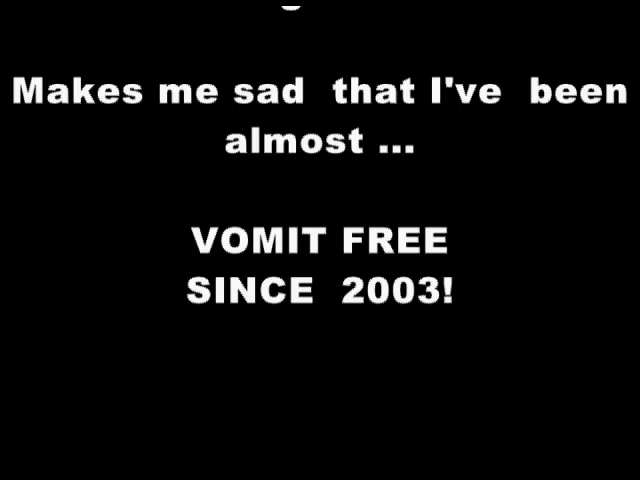 Makes me sad  that I've  been
almost ...
VOMIT FREE
SINCE  2003!